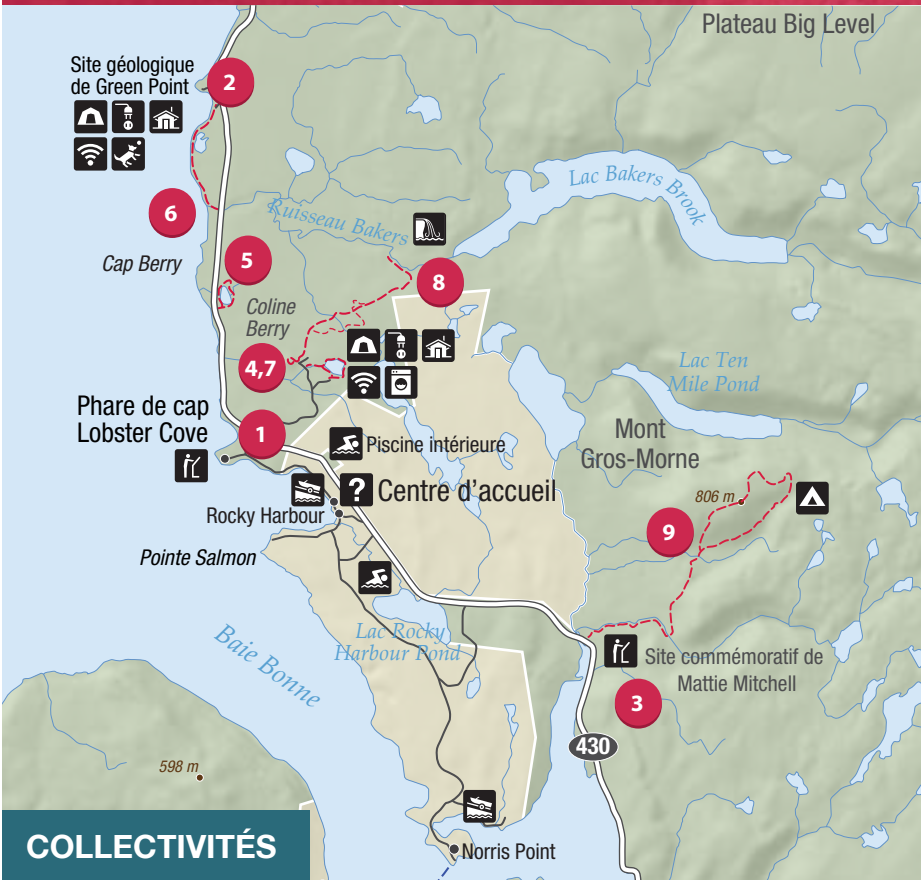 Plateau Big Level
Site géologique
de Green Point
2
Lac Bakers Brook
6
Ruisseau Bakers
Cap Berry
5
8
Coline
Berry
4,7
Lac Ten
Mile Pond
Phare de cap
Lobster Cove
1
Mont
Gros-Morne
Piscine intérieure
? Centre d'accueil
806 m
Rocky Harbour
9
Pointe Salmon
Lac Rocky
Harbour Pond
Baie Bonne
Site commémoratif de
Mattie Mitchell
3
430
598 m
COLLECTIVITÉS
Norris Point